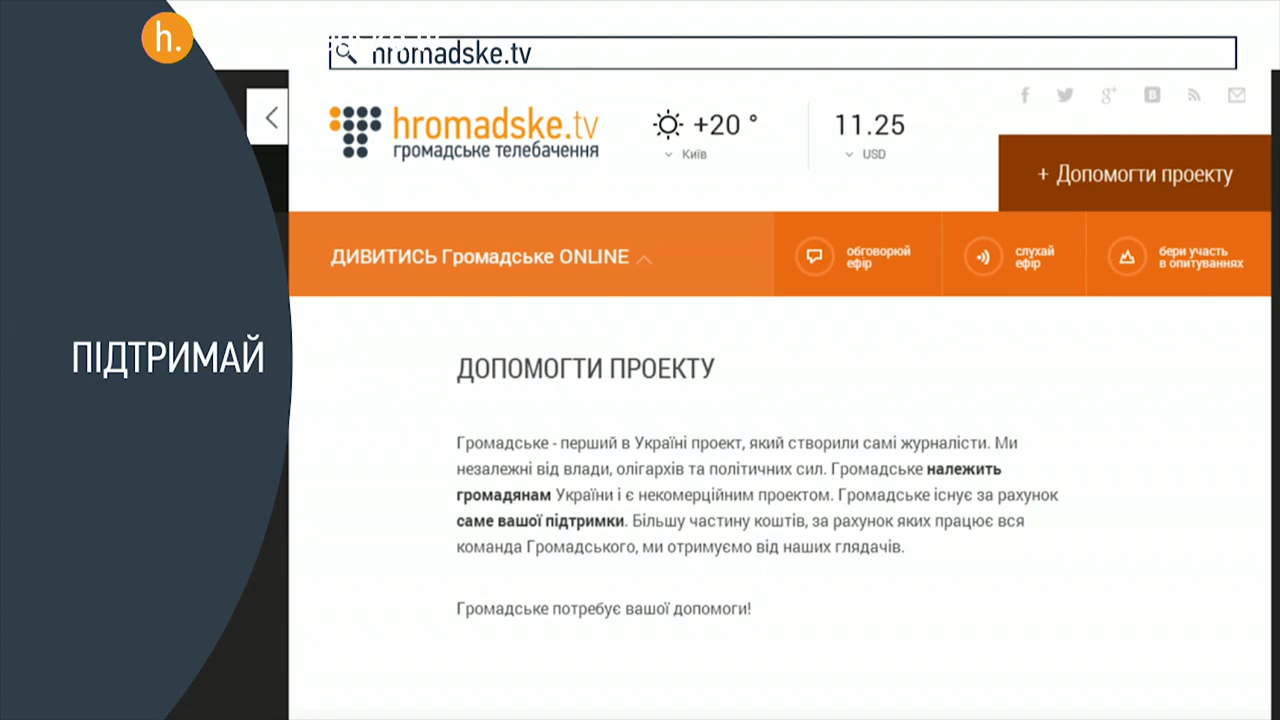 h.
hromadske.tv
hromadske.tv
громадське телебачення
+20 °
Київ
11.25
USD
g+
B
+ Допомогти проекту
ДИВИТИСЬ Громадське ONLINE
обговорюй
ефір
слухай
ефір
бери участь
в опитуваннях
ПІДТРИМАЙ
ДОПОМОГТИ ПРОЕКТУ
Громадське - перший в Україні проект, який створили самі журналісти. Ми
незалежні від влади, олігархів та політичних сил. Громадське належить
громадянам України і є некомерційним проектом. Громадське існує за рахунок
саме вашої підтримки. Більшу частину коштів, за рахунок яких працює вся
команда Громадського, ми отримуємо від наших глядачів.
Громадське потребує вашої допомоги!